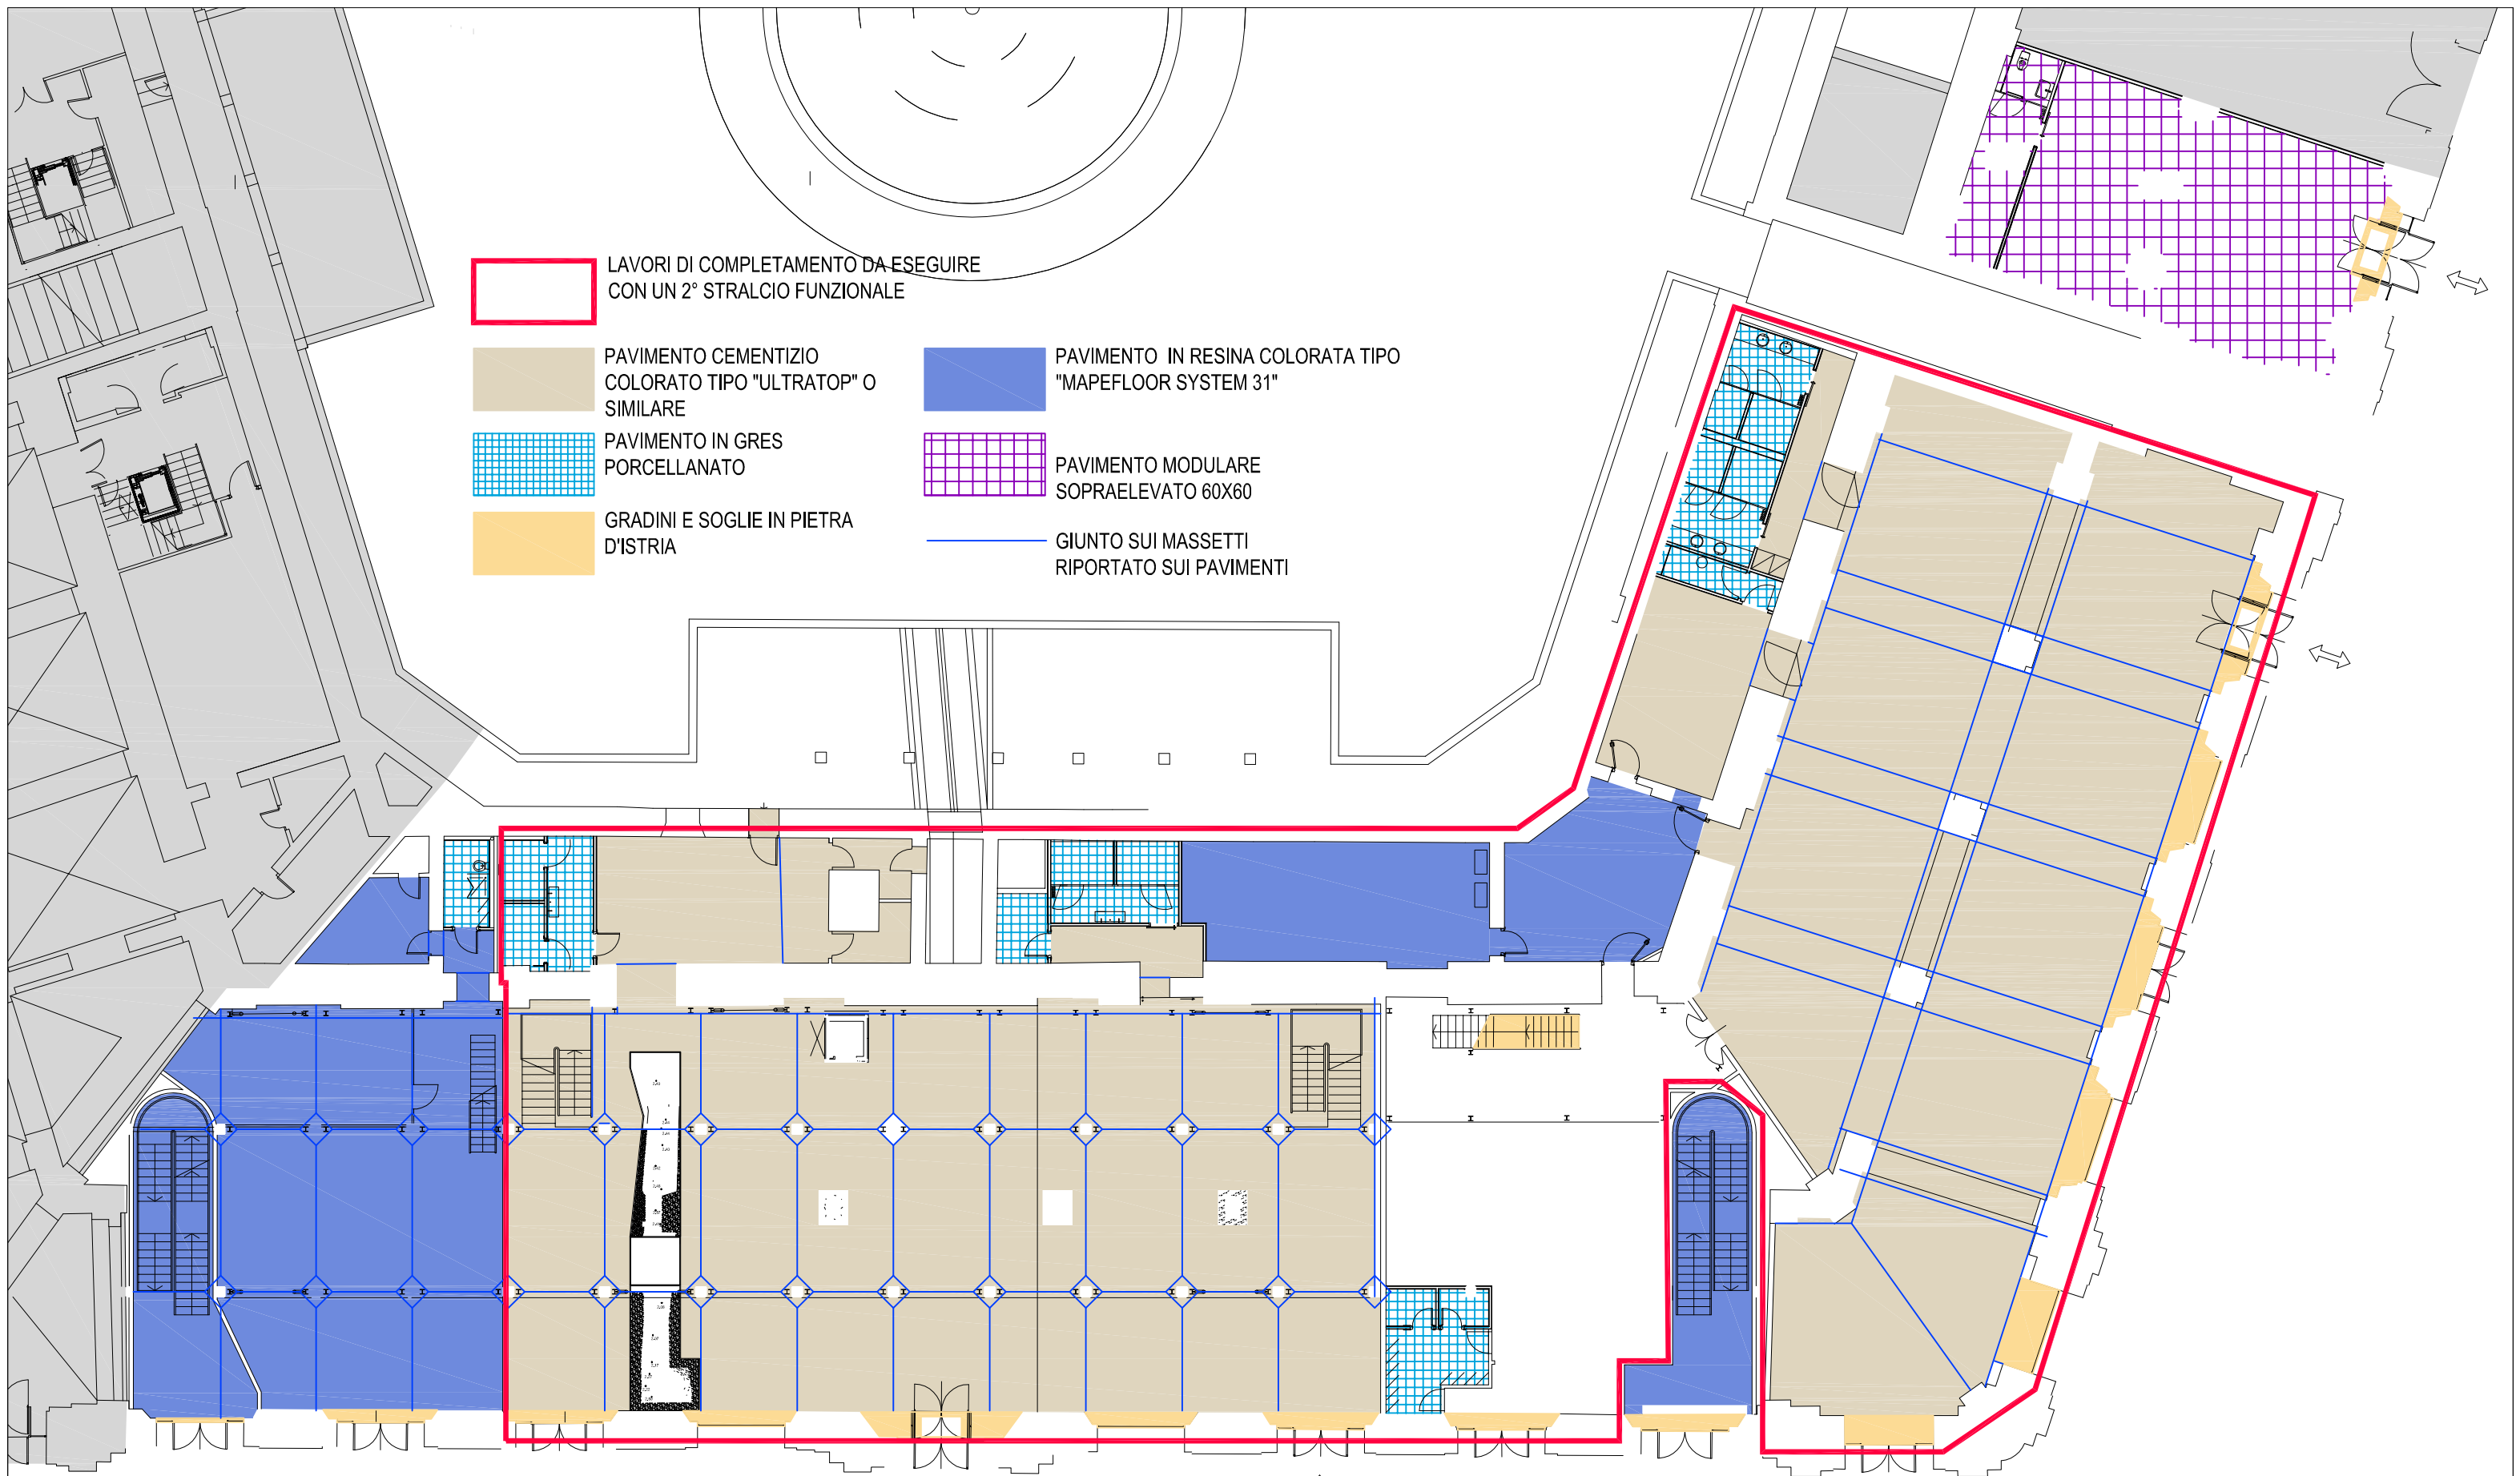 LAVORI DI COMPLETAMENTO DA ESEGUIRE
CON UN 2° STRALCIO FUNZIONALE
PAVIMENTO CEMENTIZIO
COLORATO TIPO "ULTRATOP" O
SIMILARE
PAVIMENTO IN GRES
PORCELLANATO
GRADINI E SOGLIE IN PIETRA
D'ISTRIA
PAVIMENTO IN RESINA COLORATA TIPO
"MAPEFLOOR SYSTEM 31"
PAVIMENTO MODULARE
SOPRAELEVATO 60X60
GIUNTO SUI MASSETTI
RIPORTATO SUI PAVIMENTI